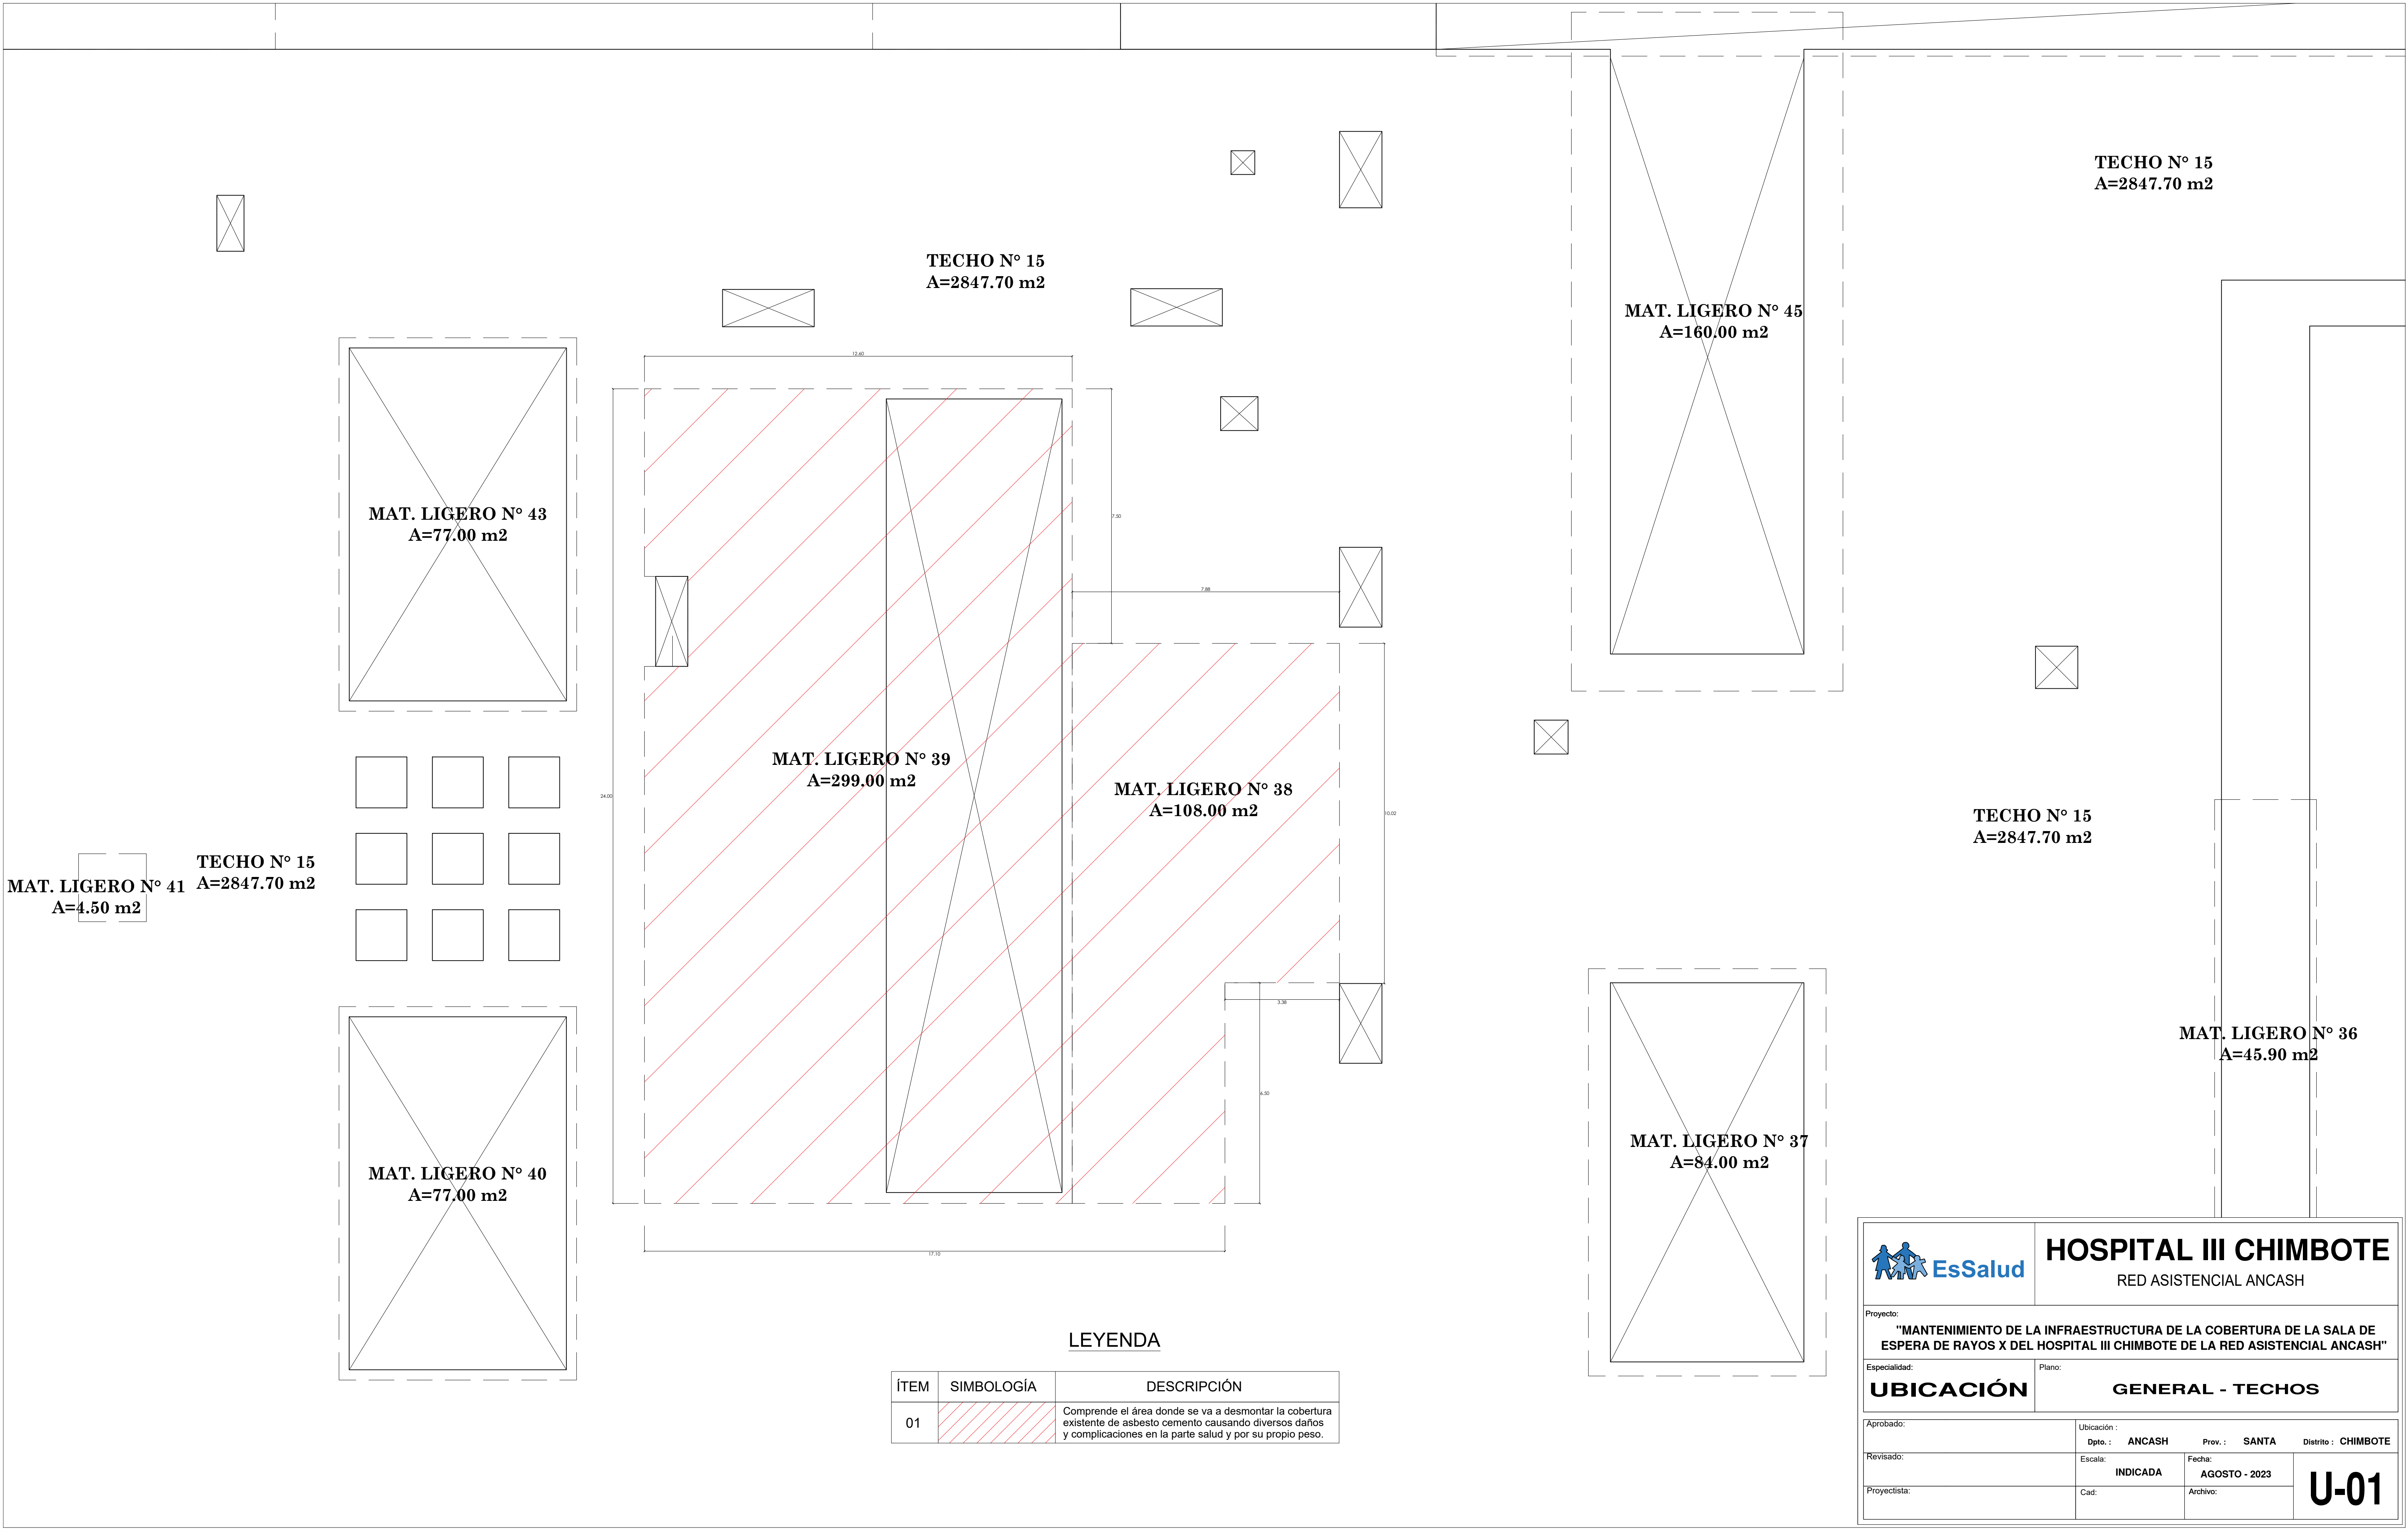 TECHO N° 15
A=2847.70 m2
TECHO N° 15
A=2847.70 m2
MAT. LIGERO N° 45
A=160.00 m2
12.60
MAT. LIGERO N° 43
A=77.00 m2
7.50
7.88
MAT. LIGERO N° 39
A=299.00 m2
24.00
MAT. LIGERO N° 38
A=108.00 m2
10.02
TECHO N° 15
A=2847.70 m2
TECHO N° 15
A=2847.70 m2
MAT. LIGERO N° 41
A=4.50 m2
3.38
MAT. LIGERO N° 36
A=45.90 m2
6.50
MAT. LIGERO N° 37
A=84.00 m2
MAT. LIGERO N° 40
A=77.00 m2
17.10
LEYENDA
ÍTEM SIMBOLOGÍA DESCRIPCIÓN
01
Comprende el área donde se va a desmontar la cobertura
existente de asbesto cemento causando diversos daños
y complicaciones en la parte salud y por su propio peso.
EsSalud
HOSPITAL III CHIMBOTE
RED ASISTENCIAL ANCASH
Proyecto:
"MANTENIMIENTO DE LA INFRAESTRUCTURA DE LA COBERTURA DE LA SALA DE
ESPERA DE RAYOS X DEL HOSPITAL III CHIMBOTE DE LA RED ASISTENCIAL ANCASH"
Especialidad:
UBICACIÓN
Plano:
GENERAL - TECHOS
Aprobado:
Ubicación :
Dpto. : ANCASH Prov. : SANTA Distrito : CHIMBOTE
Revisado:
Escala:
INDICADA
Fecha:
AGOSTO - 2023
U-01
Proyectista:
Cad:
Archivo: